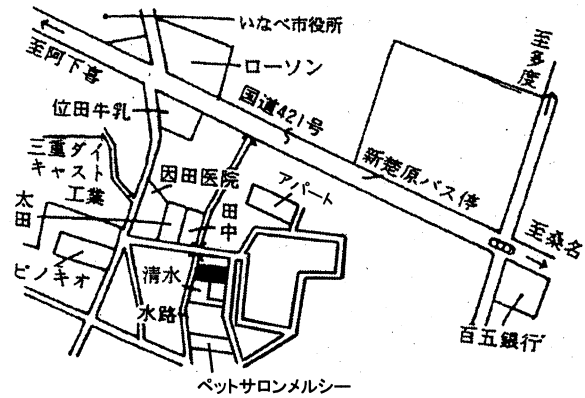 いなべ市役所
至阿下喜
ローソン
至多度
位田牛乳
国道421号
三重ダイ
キャスト
工業
因田医院
アパート
新楚原バス停
太田
田中
至桑名
ピノキオ
清水
水路
百五銀行
ペットサロンメルシー